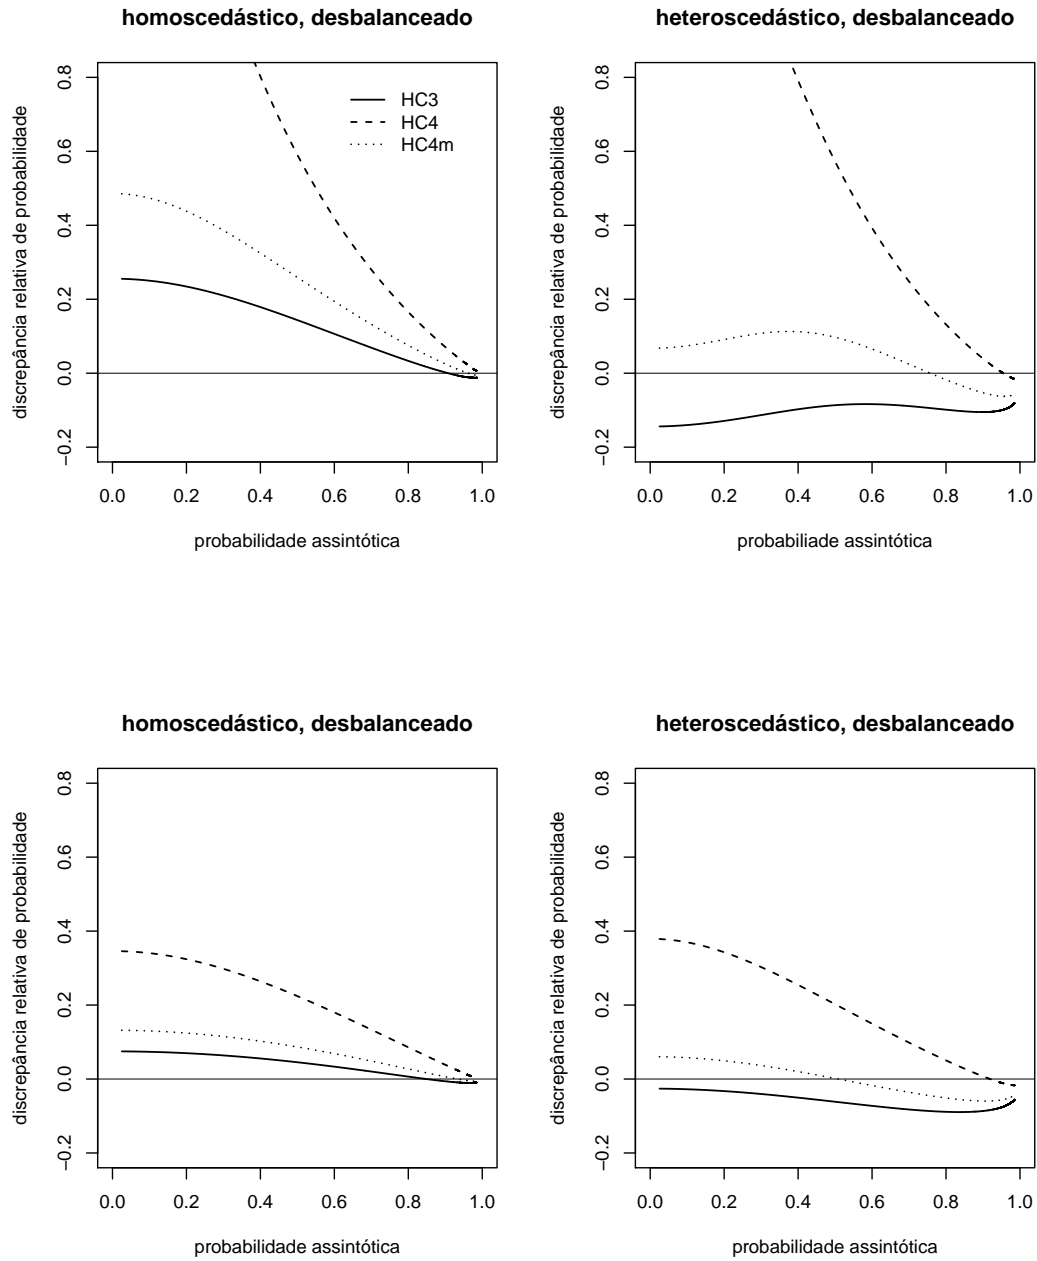 homoscedástico, desbalanceado
discrepância relativa de probabilidade
0.8
0.6
0.4
0.2
0.0
−0.2
HC3
HC4
HC4m
0.0 0.2 0.4 0.6 0.8 1.0
probabilidade assintótica
heteroscedástico, desbalanceado
discrepância relativa de probabilidade
0.8
0.6
0.4
0.2
0.0
−0.2
0.0 0.2 0.4 0.6 0.8 1.0
probabiliade assintótica
homoscedástico, desbalanceado
discrepância relativa de probabilidade
0.8
0.6
0.4
0.2
0.0
−0.2
0.0 0.2 0.4 0.6 0.8 1.0
probabilidade assintótica
heteroscedástico, desbalanceado
discrepância relativa de probabilidade
0.8
0.6
0.4
0.2
0.0
−0.2
0.0 0.2 0.4 0.6 0.8 1.0
probabilidade assintótica